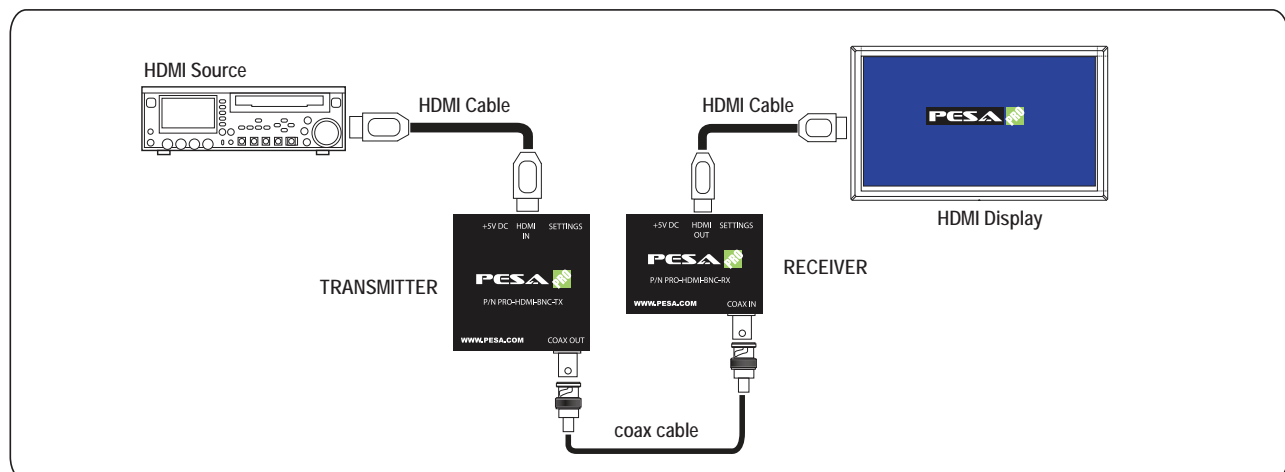 HDMI Source
HDMI Cable
HDMI Cable
PESA PRO
HDMI Display
+5V DC HDMI IN SETTINGS
PESA PRO
P/N PRO-HDMI-BNC-TX
WWW.PESA.COM COAX OUT
TRANSMITTER
+5V DC HDMI OUT SETTINGS
PESA PRO
P/N PRO-HDMI-BNC-RX
WWW.PESA.COM COAX IN
RECEIVER
coax cable